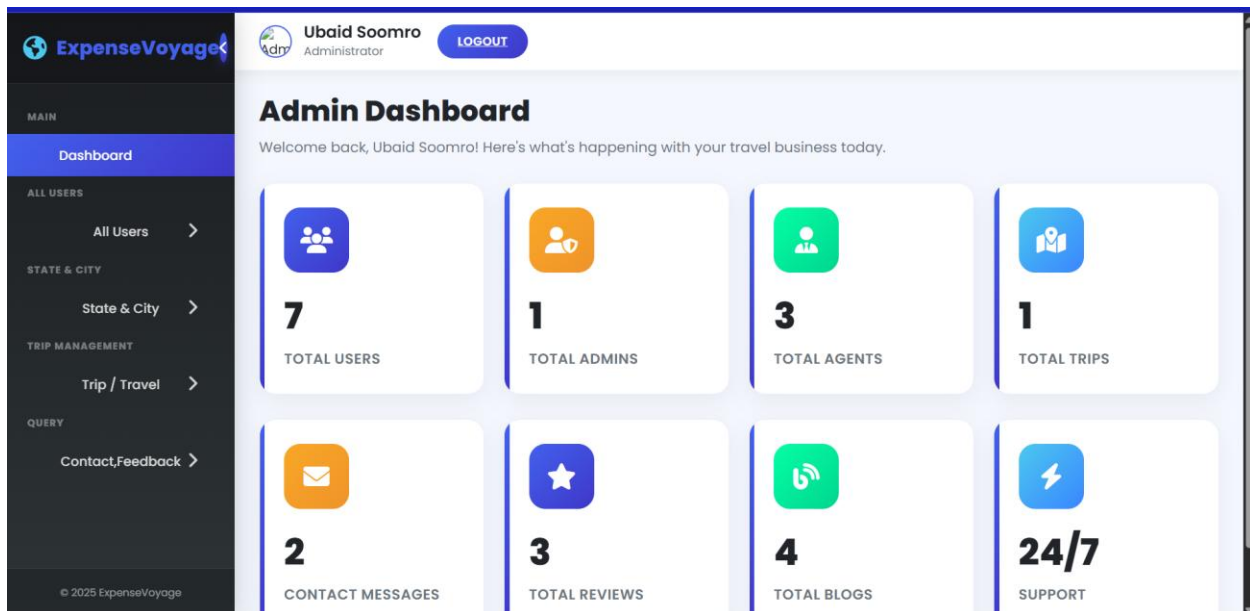 ExpenseVoyage
Adm
Ubaid Soomro
Administrator
LOGOUT
MAIN
Dashboard
ALL USERS
All Users
STATE & CITY
State & City
TRIP MANAGEMENT
Trip / Travel
QUERY
Contact,Feedback
© 2025 ExpenseVoyage
Admin Dashboard
Welcome back, Ubaid Soomro! Here's what's happening with your travel business today.
7
TOTAL USERS
1
TOTAL ADMINS
3
TOTAL AGENTS
1
TOTAL TRIPS
2
CONTACT MESSAGES
3
TOTAL REVIEWS
4
TOTAL BLOGS
24/7
SUPPORT